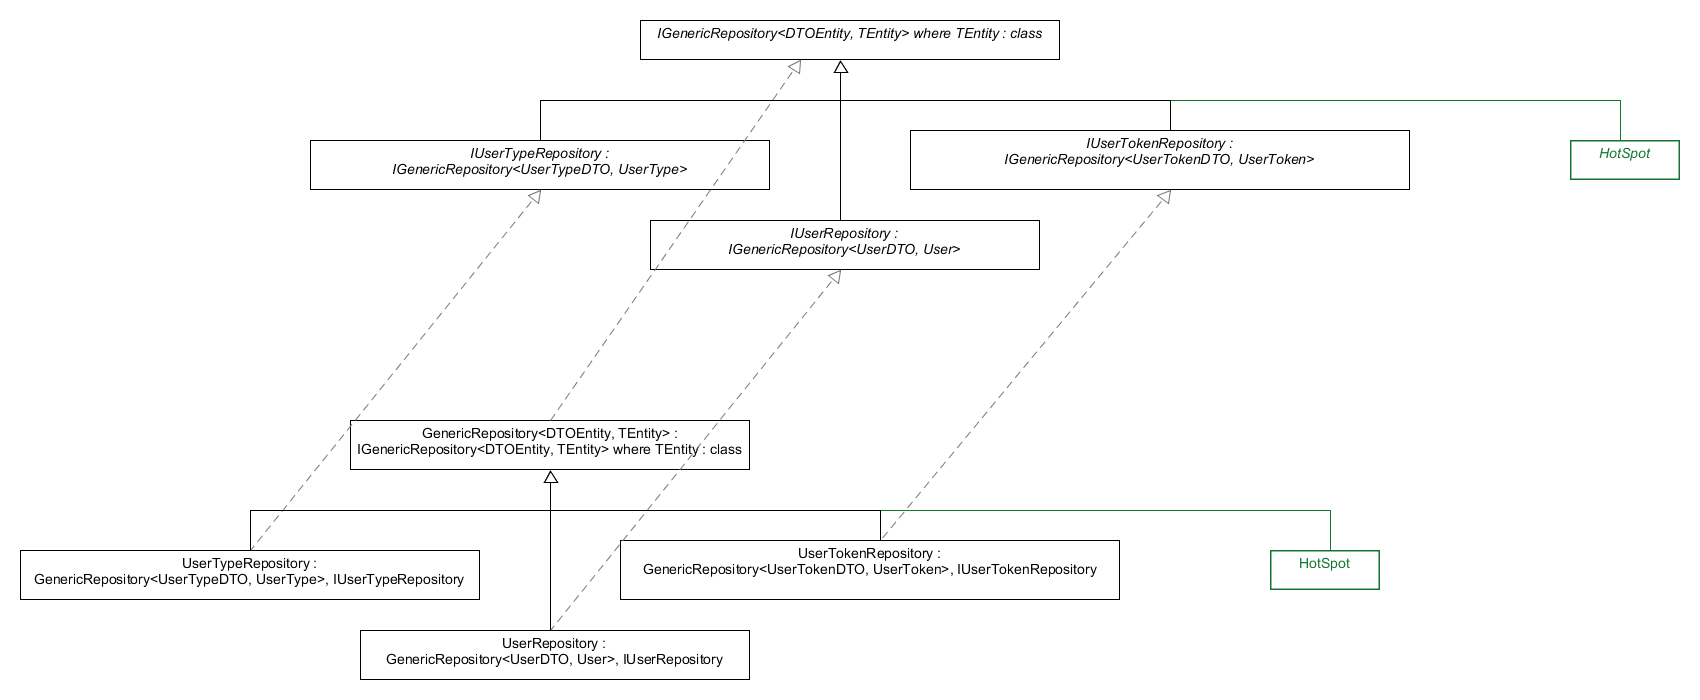 IGenericRepository<DTOEntity, TEntity> where TEntity : class
IUserTypeRepository :
IGenericRepository<UserTypeDTO, UserType>
IUserTokenRepository :
IGenericRepository<UserTokenDTO, UserToken>
HotSpot
IUserRepository :
IGenericRepository<UserDTO, User>
GenericRepository<DTOEntity, TEntity> :
IGenericRepository<DTOEntity, TEntity> where TEntity : class
UserTypeRepository :
GenericRepository<UserTypeDTO, UserType>, IUserTypeRepository
UserTokenRepository :
GenericRepository<UserTokenDTO, UserToken>, IUserTokenRepository
HotSpot
UserRepository :
GenericRepository<UserDTO, User>, IUserRepository